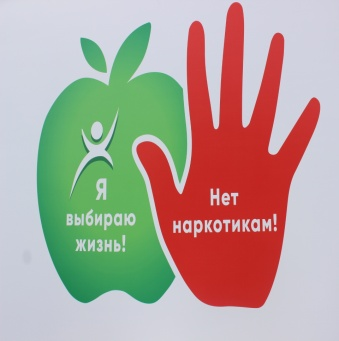 Я
выбираю
жизнь!
Нет
наркотикам!